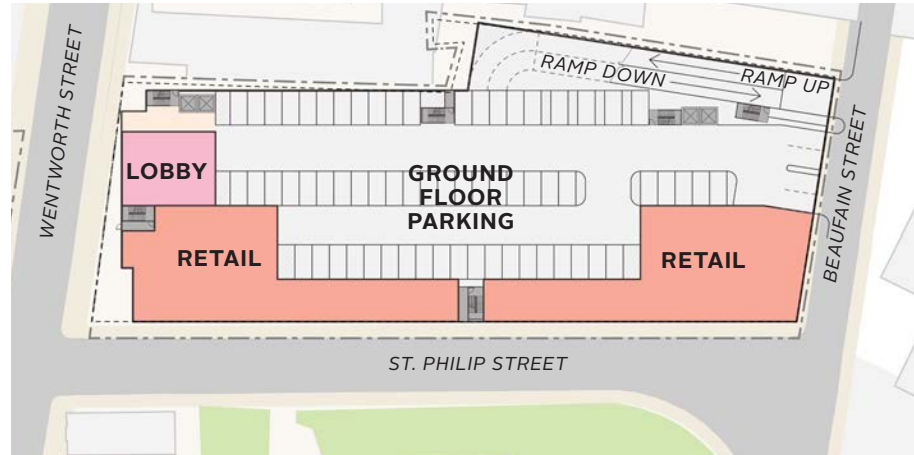 WENTWORTH STREET
RAMP DOWN
RAMP UP
BEAUFAIN STREET
LOBBY
GROUND
FLOOR
PARKING
RETAIL
RETAIL
ST. PHILIP STREET